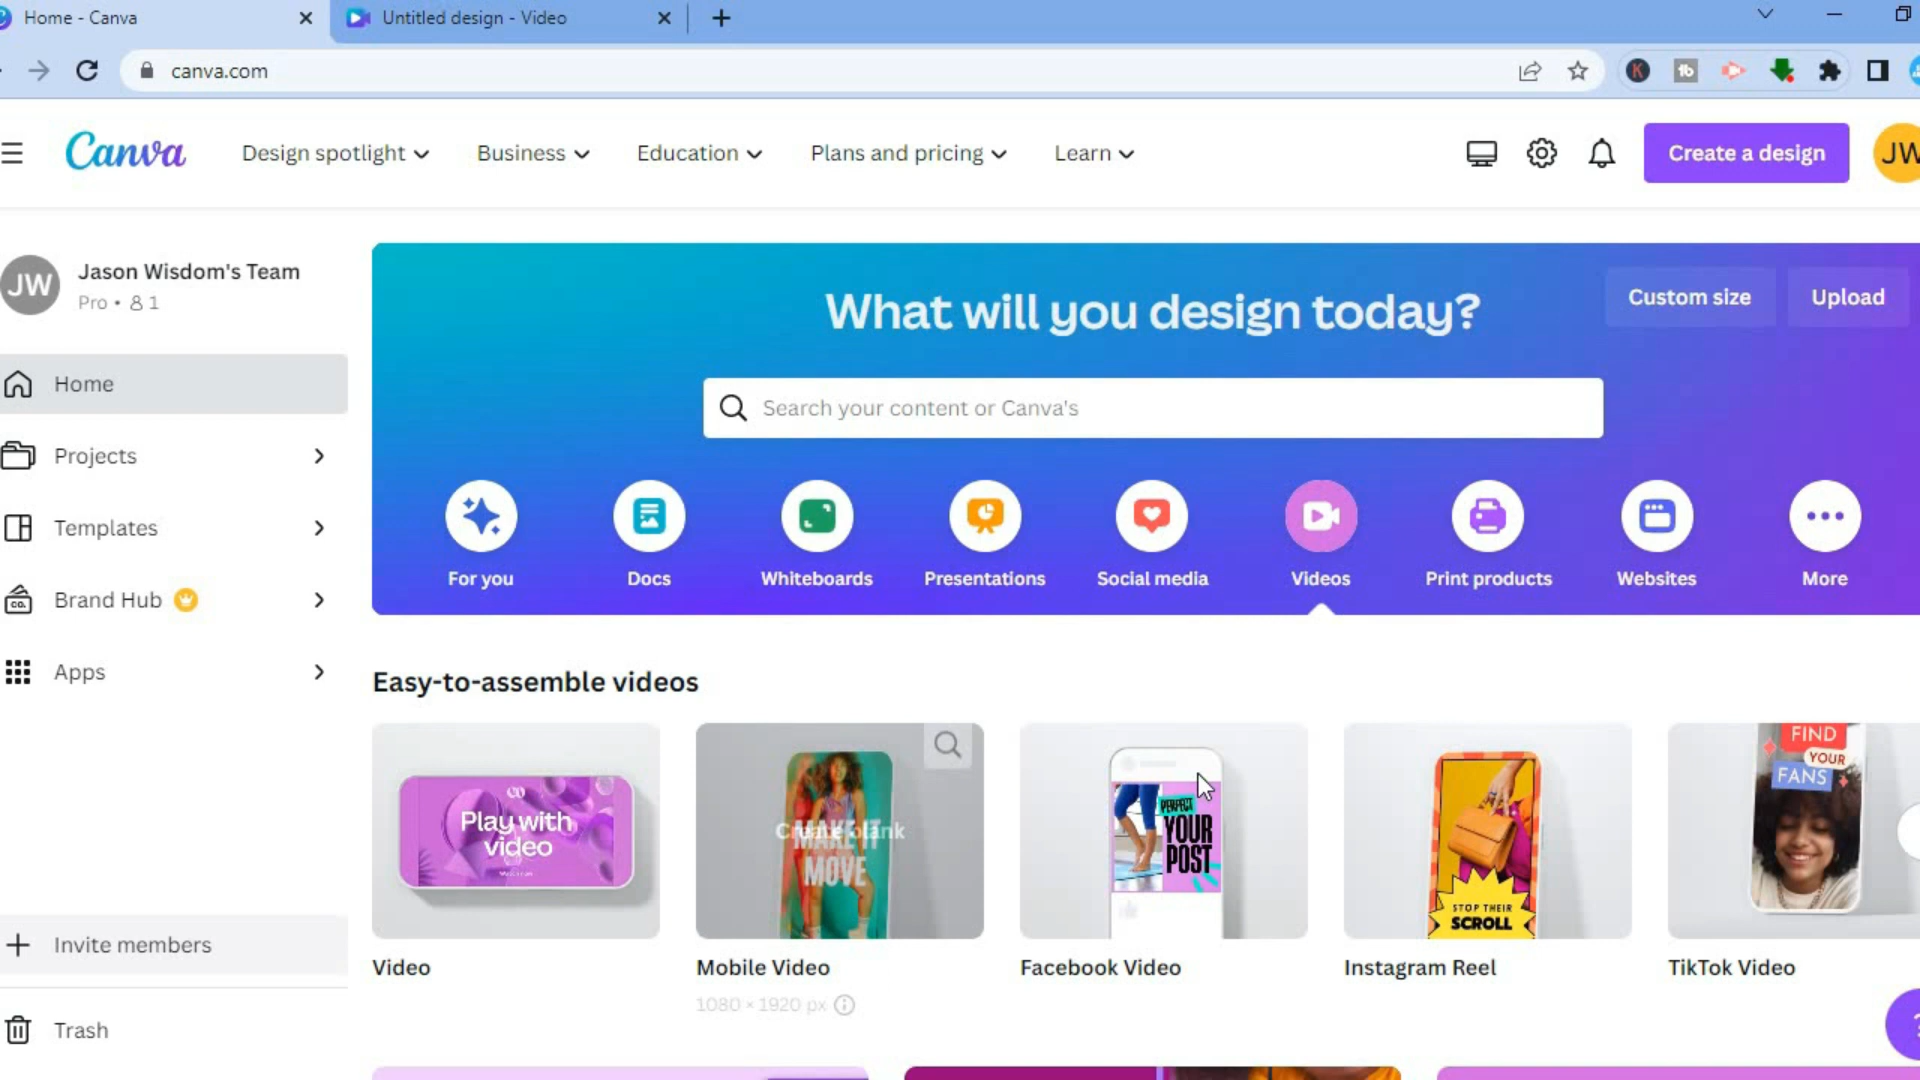 Home - Canva
Untitled design - Video
canva.com
Canva
Design spotlight
Business
Education
Plans and pricing
Learn
Create a design
JW
JW
Jason Wisdom's Team
Pro • 1
Home
Projects
Templates
Brand Hub
Apps
Invite members
Trash
What will you design today?
Custom size
Upload
Search your content or Canva's
For you
Docs
Whiteboards
Presentations
Social media
Videos
Print products
Websites
More
Easy-to-assemble videos
Play with
video
Create blank
MAKE IT
MOVE
PERFECT
YOUR
POST
STOP THEIR
SCROLL
FIND
YOUR
FANS
Video
Mobile Video
Facebook Video
Instagram Reel
TikTok Video
1080 × 1920 px